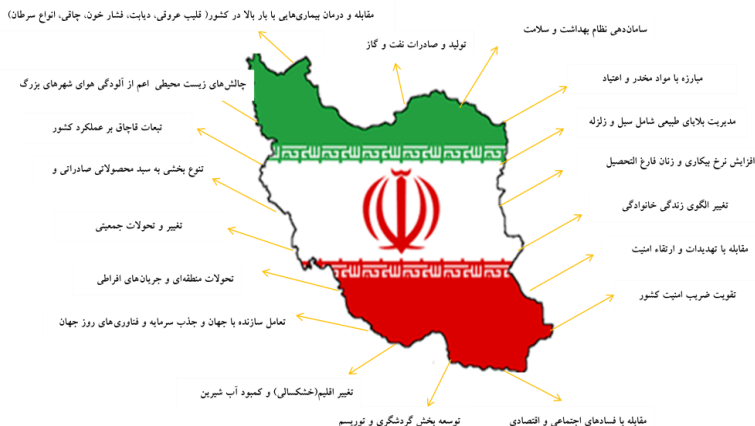 مقابله و درمان بیماری‌هایی با بار بالا در کشور( قلیب عروقی، دیابت، فشار خون، چاقی، انواع سرطان)
سامان‌دهی نظام بهداشت و سلامت
تولید و صادرات نفت و گاز
چالش‌های زیست محیطی اعم از آلودگی هوای شهرهای بزرگ
مبارزه با مواد مخدر و اعتیاد
تبعات قاچاق بر عملکرد کشور
مدیریت بلایای طبیعی شامل سیل و زلزله
تنوع بخشی به سبد محصولاتی صادراتی و
افزایش نرخ بیکاری و زنان فارغ التحصیل
تغییر و تحولات جمعیتی
تغییر الگوی زندگی خانوادگی
مقابله با تهدیدات و ارتقاء امنیت
تحولات منطقه‌ای و جریان‌های افراطی
تقویت ضریب امنیت کشور
تعامل سازنده با جهان و جذب سرمایه و فناوری‌های روز جهان
تغییر اقلیم(خشکسالی) و کمبود آب شیرین
توسعه بخش گردشگری و توریسم
مقابله با فسادهای اجتماعی و اقتصادی